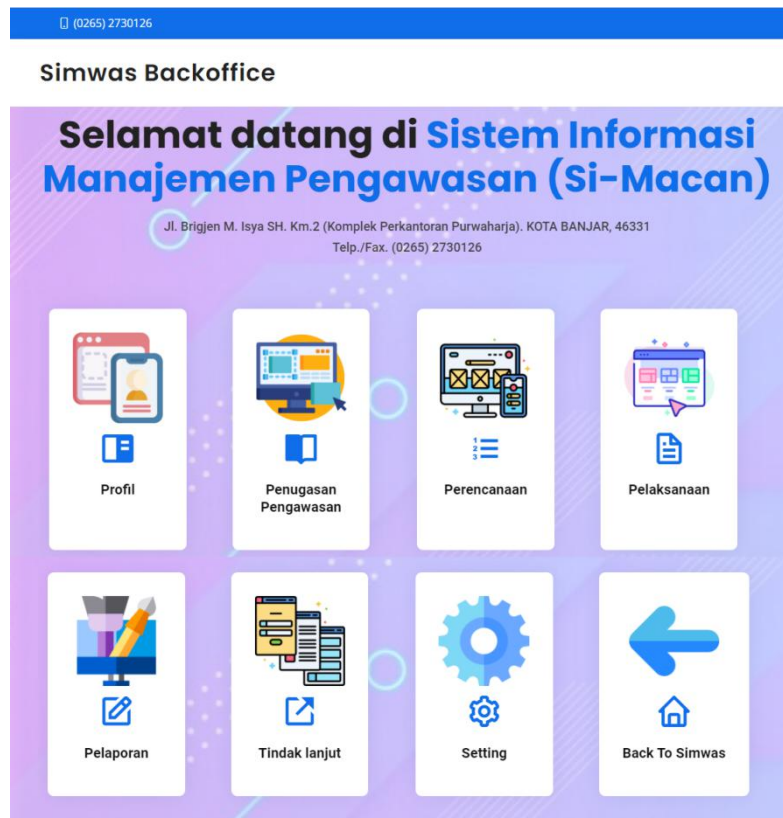 (0265) 2730126
Simwas Backoffice
Selamat datang di Sistem Informasi
Manajemen Pengawasan (Si-Macan)
Jl. Brigjen M. Isya SH. Km.2 (Komplek Perkantoran Purwaharja). KOTA BANJAR, 46331
Telp./Fax. (0265) 2730126
Profil
Penugasan
Pengawasan
Perencanaan
Pelaksanaan
Pelaporan
Tindak lanjut
Setting
Back To Simwas